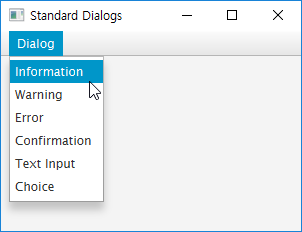 Standard Dialogs
Dialog
Information
Warning
Error
Confirmation
Text Input
Choice